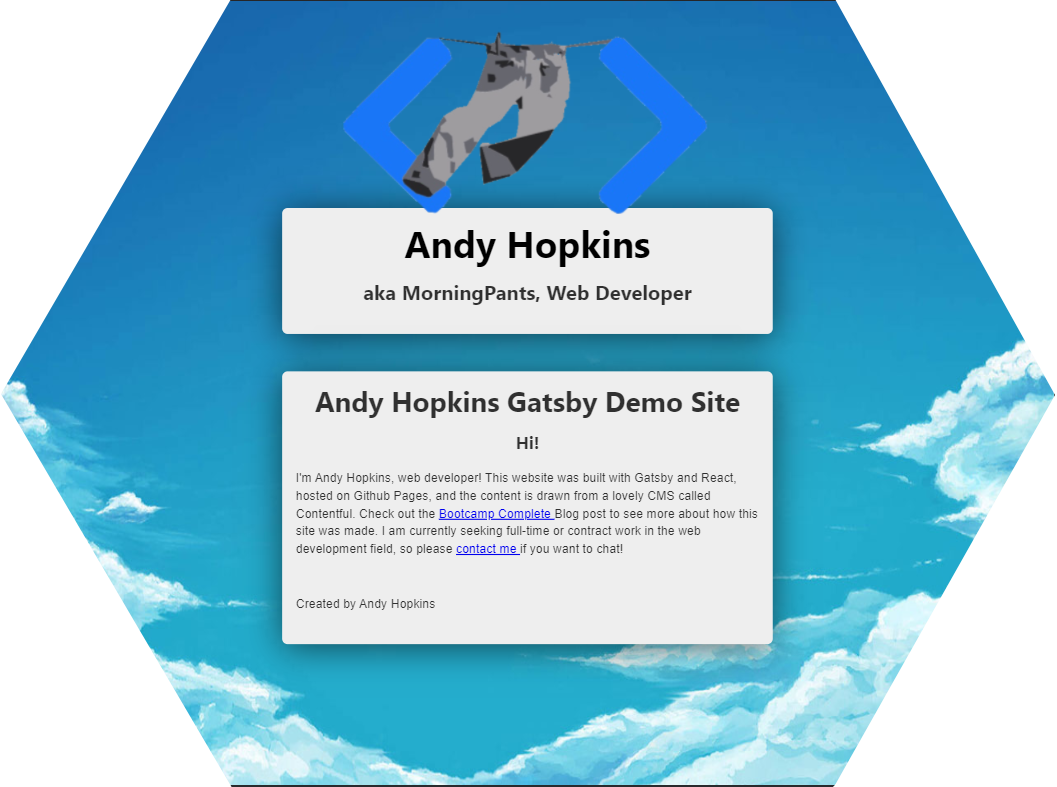 Andy Hopkins
aka MorningPants, Web Developer
Andy Hopkins Gatsby Demo Site
Hi!
I'm Andy Hopkins, web developer! This website was built with Gatsby and React,
hosted on Github Pages, and the content is drawn from a lovely CMS called
Contentful. Check out the Bootcamp Complete Blog post to see more about how this
site was made. I am currently seeking full-time or contract work in the web
development field, so please contact me if you want to chat!
Created by Andy Hopkins